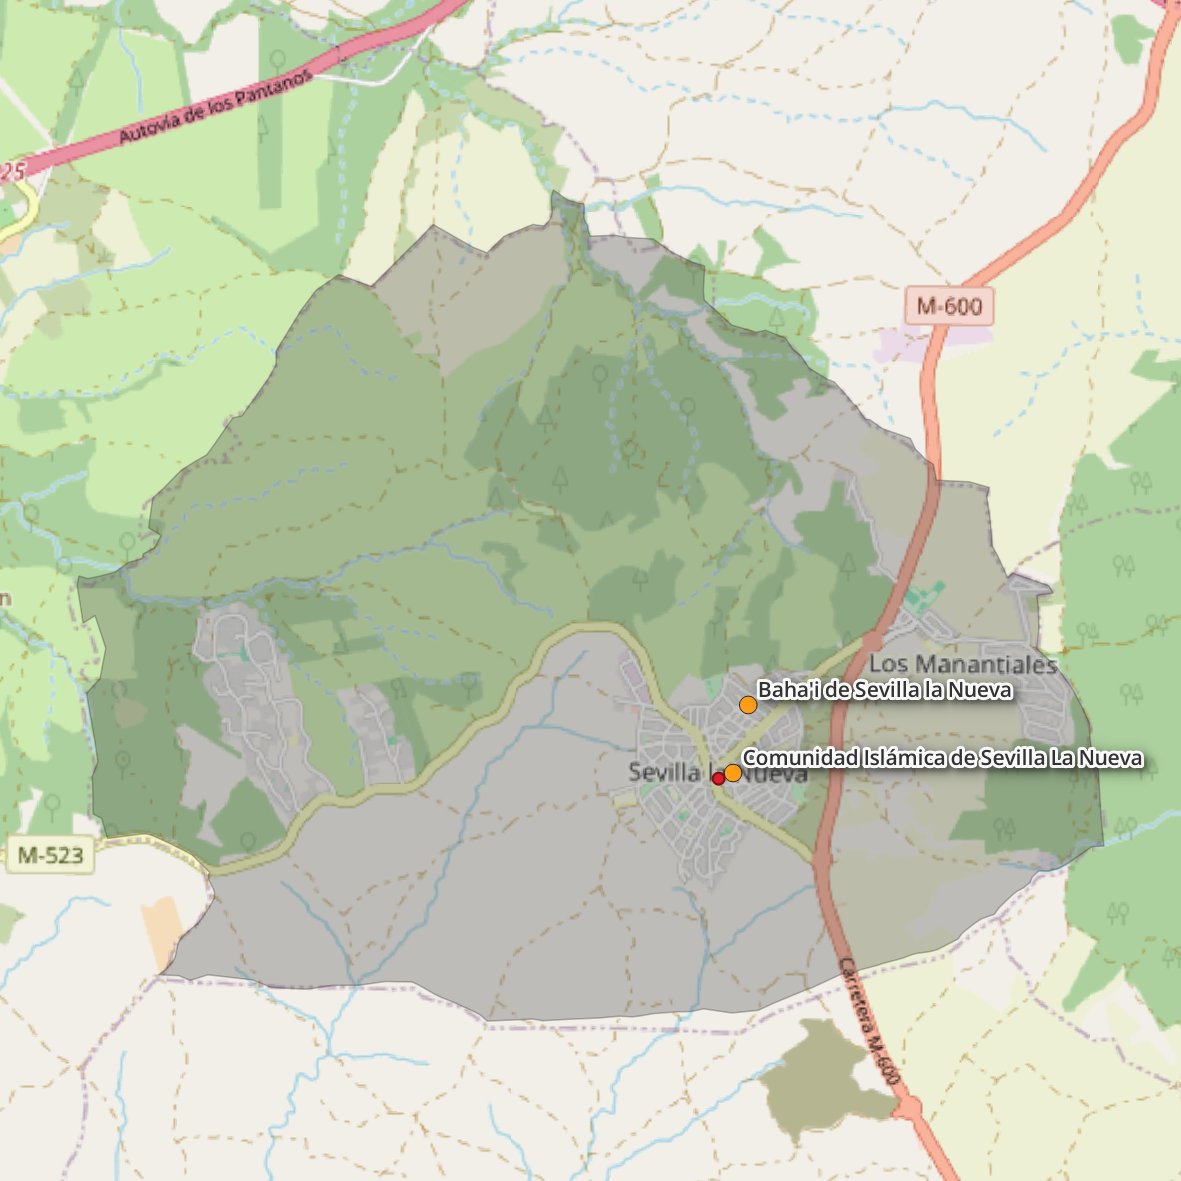 Autovía de los Pantanos
25
M-600
n
Los Manantiales
Baha'i de Sevilla la Nueva
Comunidad Islámica de Sevilla La Nueva
Sevilla la Nueva
M-523
Carretera M-600